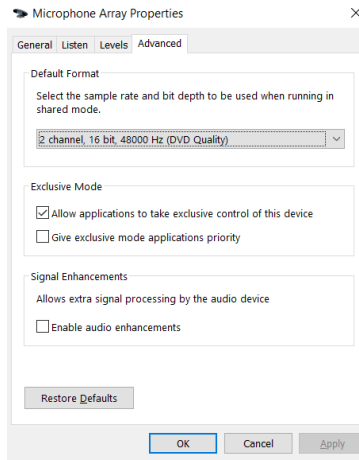 Microphone Array Properties
General Listen Levels Advanced
Default Format
Select the sample rate and bit depth to be used when running in
shared mode.
2 channel, 16 bit, 48000 Hz (DVD Quality)
Exclusive Mode
Allow applications to take exclusive control of this device
Give exclusive mode applications priority
Signal Enhancements
Allows extra signal processing by the audio device
Enable audio enhancements
Restore Defaults
OK Cancel Apply